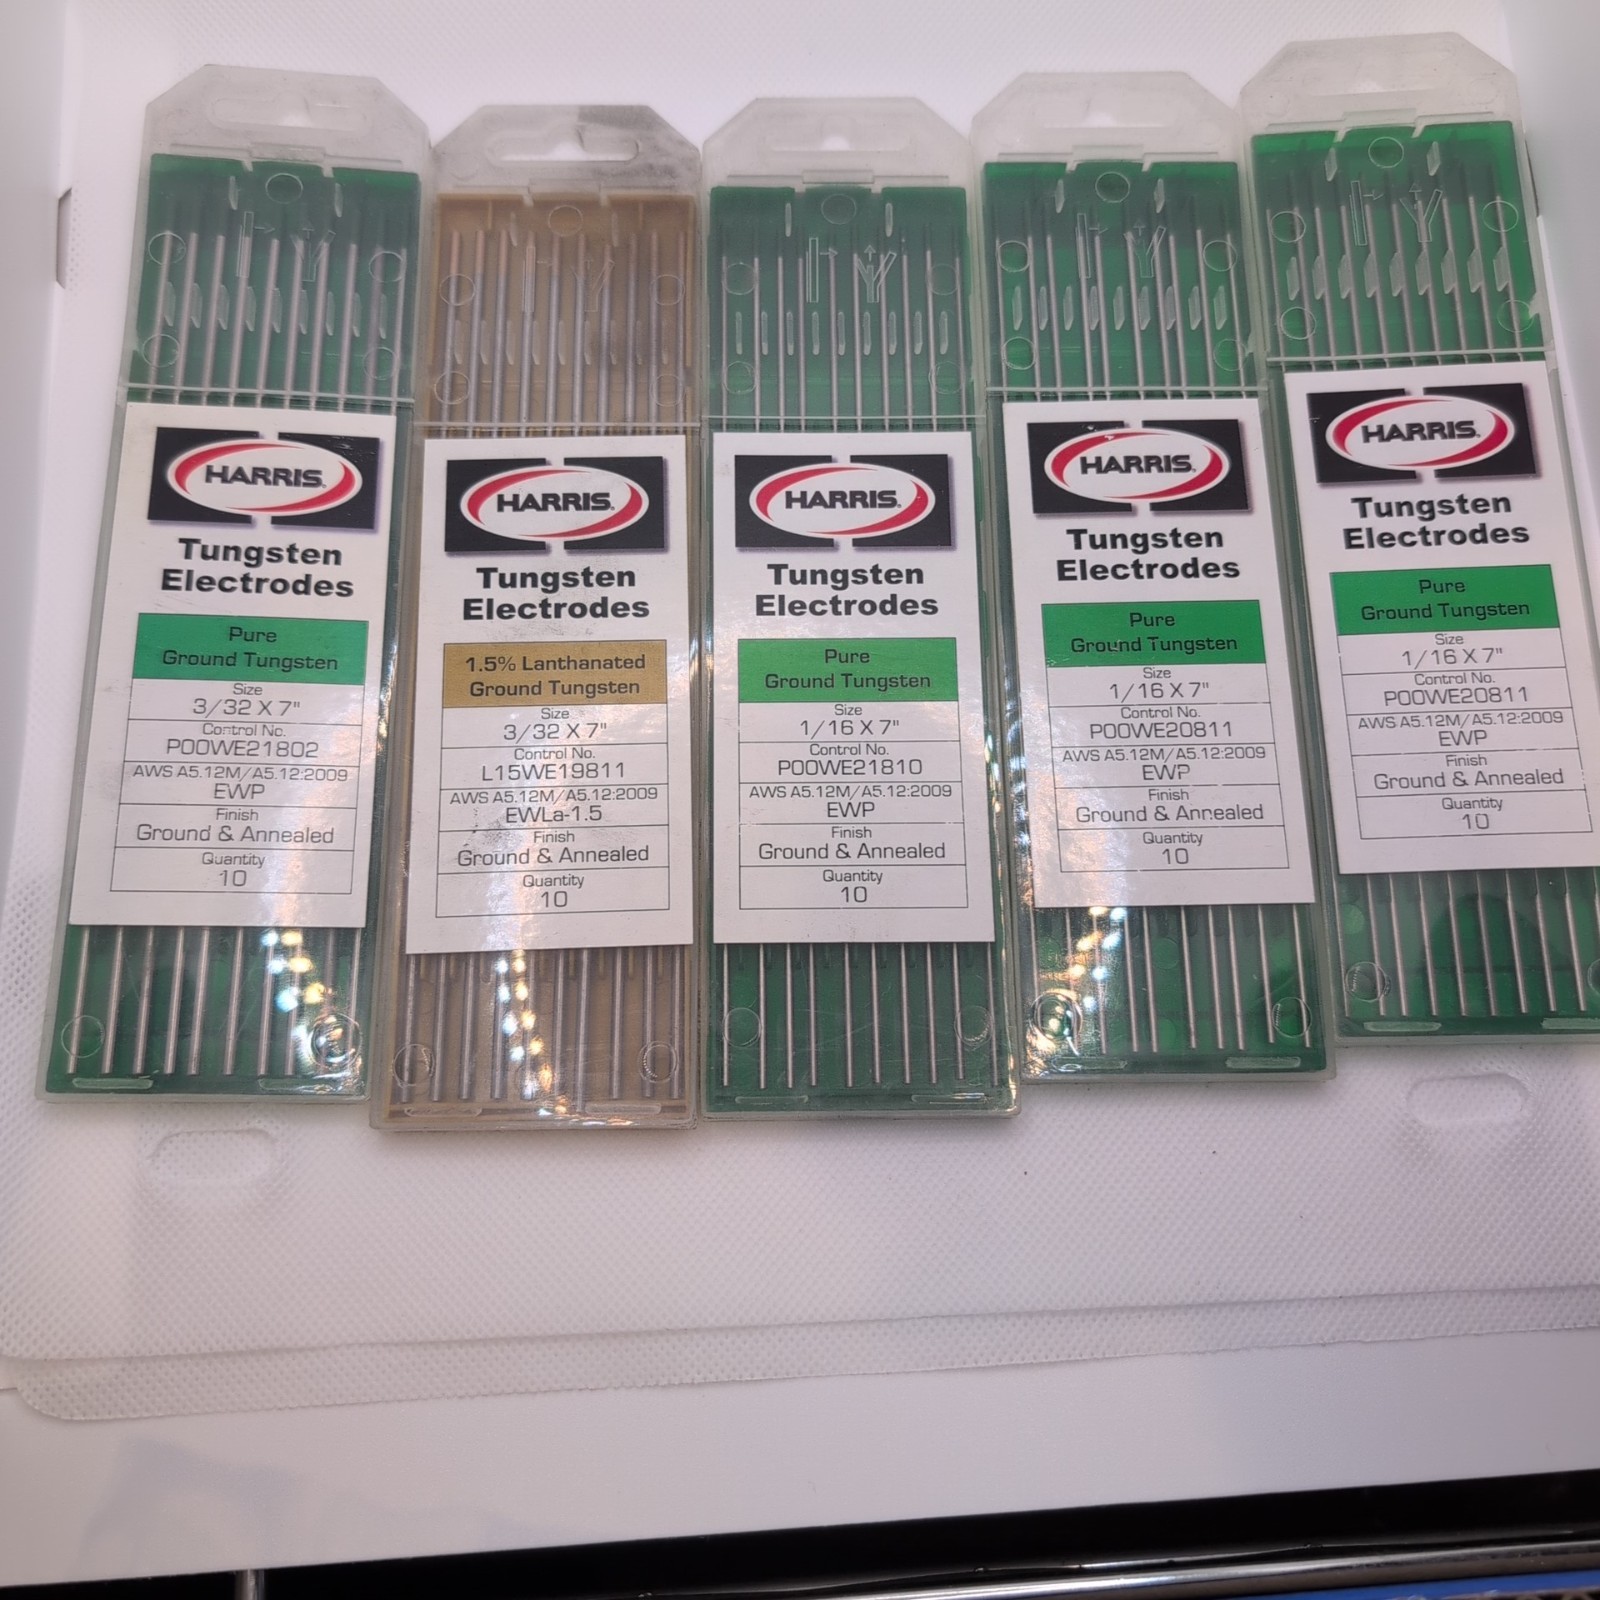 HARRIS.
Tungsten
Electrodes
Pure
Ground Tungsten
Size
3/32 X 7"
Control No.
P00WE21802
AWS A5.12M/A5.12:2009
EWP
Finish
Ground & Annealed
Quantity
10
HARRIS.
Tungsten
Electrodes
1.5% Lanthanated
Ground Tungsten
Size
3/32 X 7"
Control No.
L15WE19811
AWS A5.12M/A5.12:2009
EWLa-1.5
Finish
Ground & Annealed
Quantity
10
HARRIS.
Tungsten
Electrodes
Pure
Ground Tungsten
Size
1/16 X 7"
Control No.
P00WE21810
AWS A5.12M/A5.12:2009
EWP
Finish
Ground & Annealed
Quantity
10
HARRIS.
Tungsten
Electrodes
Pure
Ground Tungsten
Size
1/16 X 7"
Control No.
P00WE20811
AWS A5.12M/A5.12:2009
EWP
Finish
Ground & Annealed
Quantity
10
HARRIS.
Tungsten
Electrodes
Pure
Ground Tungsten
Size
1/16 X 7"
Control No.
P00WE20811
AWS A5.12M/A5.12:2009
EWP
Finish
Ground & Annealed
Quantity
10